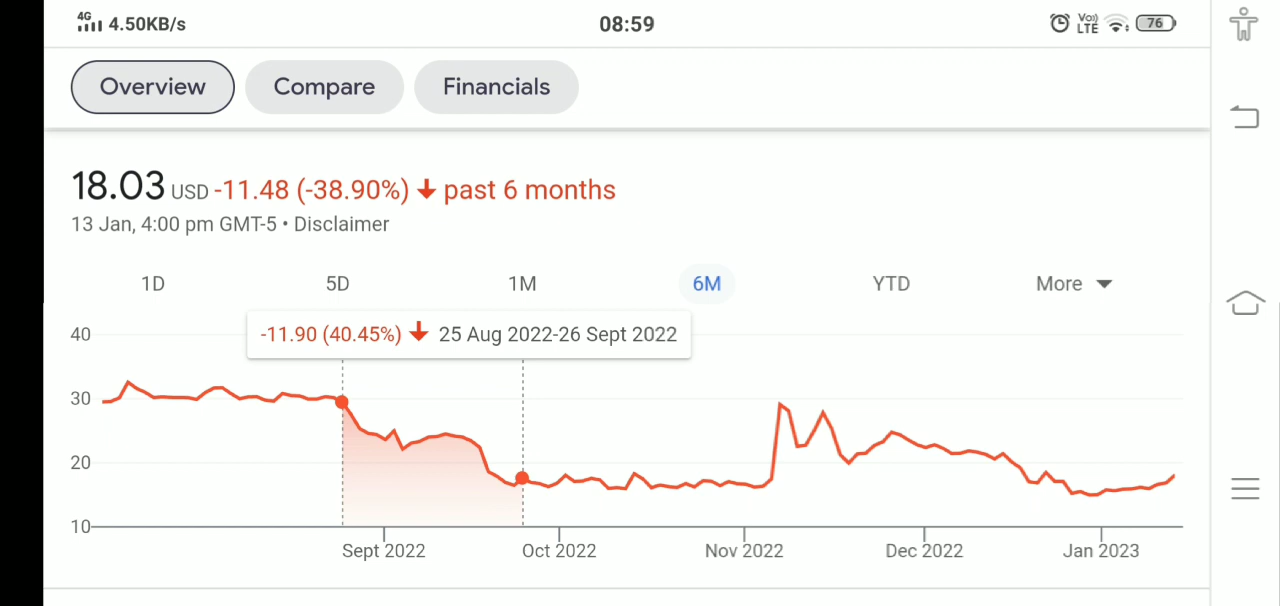 4G 4.50KB/s 08:59 Vo)) LTE 76
Overview Compare Financials
18.03 USD -11.48 (-38.90%) past 6 months
13 Jan, 4:00 pm GMT-5 • Disclaimer
1D 5D 1M 6M YTD More
-11.90 (40.45%) 25 Aug 2022-26 Sept 2022
40
30
20
10
Sept 2022 Oct 2022 Nov 2022 Dec 2022 Jan 2023